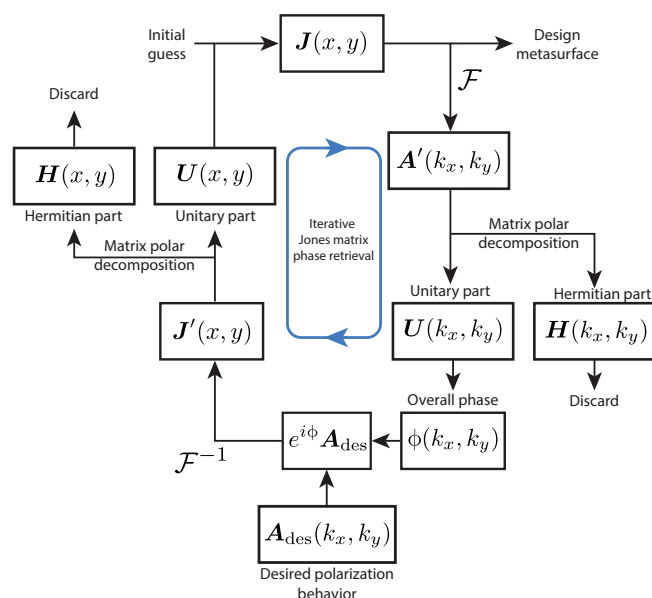 Initial
guess
J(x, y)
Design
metasurface
F
Discard
A′(kx, ky)
H(x, y)
U(x, y)
Hermitian part
Unitary part
Iterative
Jones matrix
phase retrieval
Matrix polar
decomposition
Matrix polar
decomposition
Unitary part
Hermitian part
J′(x, y)
U(kx, ky)
H(kx, ky)
Overall phase
Discard
F−1
eiϕAdes
ϕ(kx, ky)
Ades(kx, ky)
Desired polarization
behavior